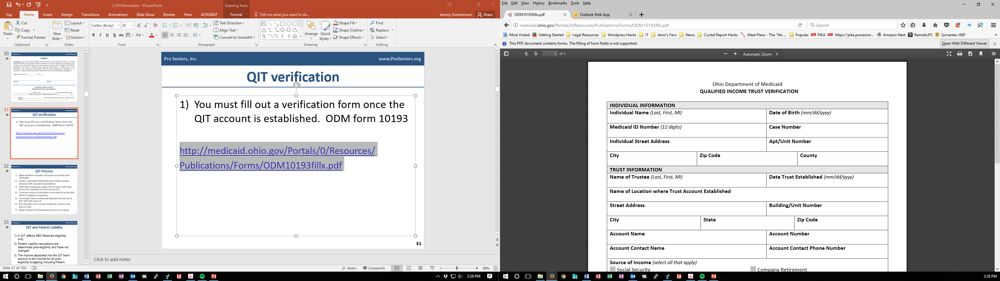 CLEN November - PowerPoint
Drawing Tools
File Home Insert Design Transitions Animations Slide Show Review View ACROBAT Format Tell me what you want to do... Jeremy Koenemann Share
Paste
Cut
Copy
Format Painter
Clipboard
New Slide
Layout
Reset
Section
Slides
Calibri (Body) 28
B I U S abc AV Aa A
Font
Text Direction
Align Text
Convert to SmartArt
Paragraph
Arrange
Quick Styles
Shape Fill
Shape Outline
Shape Effects
Drawing
Find
Replace
Select
Editing
30
Article VI
31
QIT verification
1) You must fill out a verification form once the
QIT account is established. ODM form 10193
http://medicaid.ohio.gov/Portals/0/Resources/
Publications/Forms/ODM10193fillx.pdf
32
QIT Process
1) State identifies impacted individuals and sends them
notification
2) Vendor, Automated Health Services (AHS) provides
individual QIT education & assistance
3) AHS helps individuals create a QIT & open a QIT bank
account for deposits into the trust account
4) Trust bank account information is provided to county JFS
office for eligibility processing
5) Individuals make monthly auto-deposits into and out of
their QIT bank account
6) $15 deduction from income allowed for monthly trust
account cost
7) State monitors Trust transactions at annual renewal
33
QIT and Patient Liability
1) A QIT affects ABD Medicaid eligibility
only.
2) Patient Liability calculations are
determined post-eligibility and have not
changed.
3) The income deposited into the QIT bank
account is still income for all post-
eligibility budgeting including Patient
Pro Seniors, Inc. www.ProSeniors.org
QIT verification
1) You must fill out a verification form once the
QIT account is established. ODM form 10193
http://medicaid.ohio.gov/Portals/0/Resources/
Publications/Forms/ODM10193fillx.pdf
31
Click to add notes
Slide 31 of 156 Notes Comments 88%
2:28 PM
File Edit View History Bookmarks Tools Help
ODM10193fillx.pdf Outlook Web App
medicaid.ohio.gov/Portals/0/Resources/Publications/Forms/ODM10193fillx.pdf Search
Most Visited Getting Started Legal Resources Wordpress Hacks IT Jenni's Favs News Crystal Report Hacks Meal Plans - The "No ... Popular PIKA https://pika.prosenior... Amazon Next Remote.PS Symantec HEP
This PDF document contains forms. The filling of form fields is not supported. Open With Different Viewer
1 of 1 Automatic Zoom
Ohio Department of Medicaid
QUALIFIED INCOME TRUST VERIFICATION
INDIVIDUAL INFORMATION
Individual Name (Last, First, MI) Date of Birth (mm/dd/yyyy)
Medicaid ID Number (12 digits) Case Number
Individual Street Address Apt/Unit Number
City Zip Code County
TRUST INFORMATION
Name of Trustee (Last, First, MI) Date Trust Established (mm/dd/yyyy)
Name of Location where Trust Account Established
Street Address Building/Unit Number
City State Zip Code
Account Name Account Number
Account Contact Name Account Contact Phone Number
Source of Income (select all that apply)
Social Security Company Retirement
2:28 PM